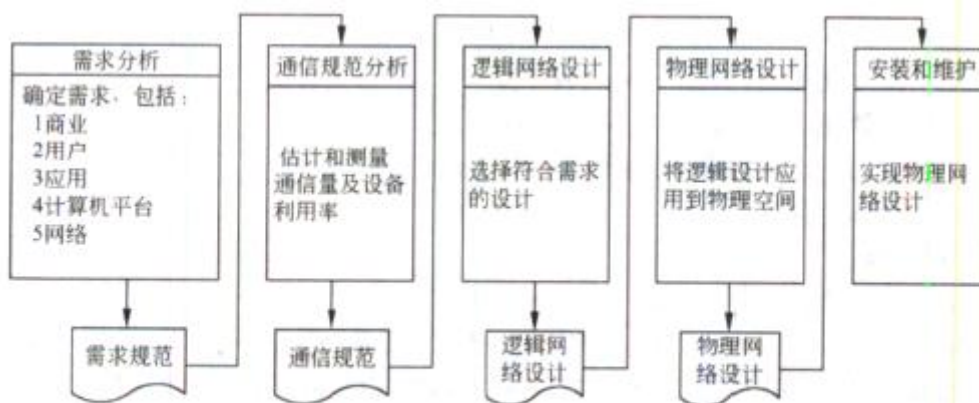 需求分析
确定需求，包括：
1商业
2用户
3应用
4计算机平台
5网络
需求规范
通信规范分析
估计和测量
通信量及设备
利用率
通信规范
逻辑网络设计
选择符合需求
的设计
逻辑网
络设计
物理网络设计
将逻辑设计应
用到物理空间
物理网
络设计
安装和维护
实现物理网
络设计